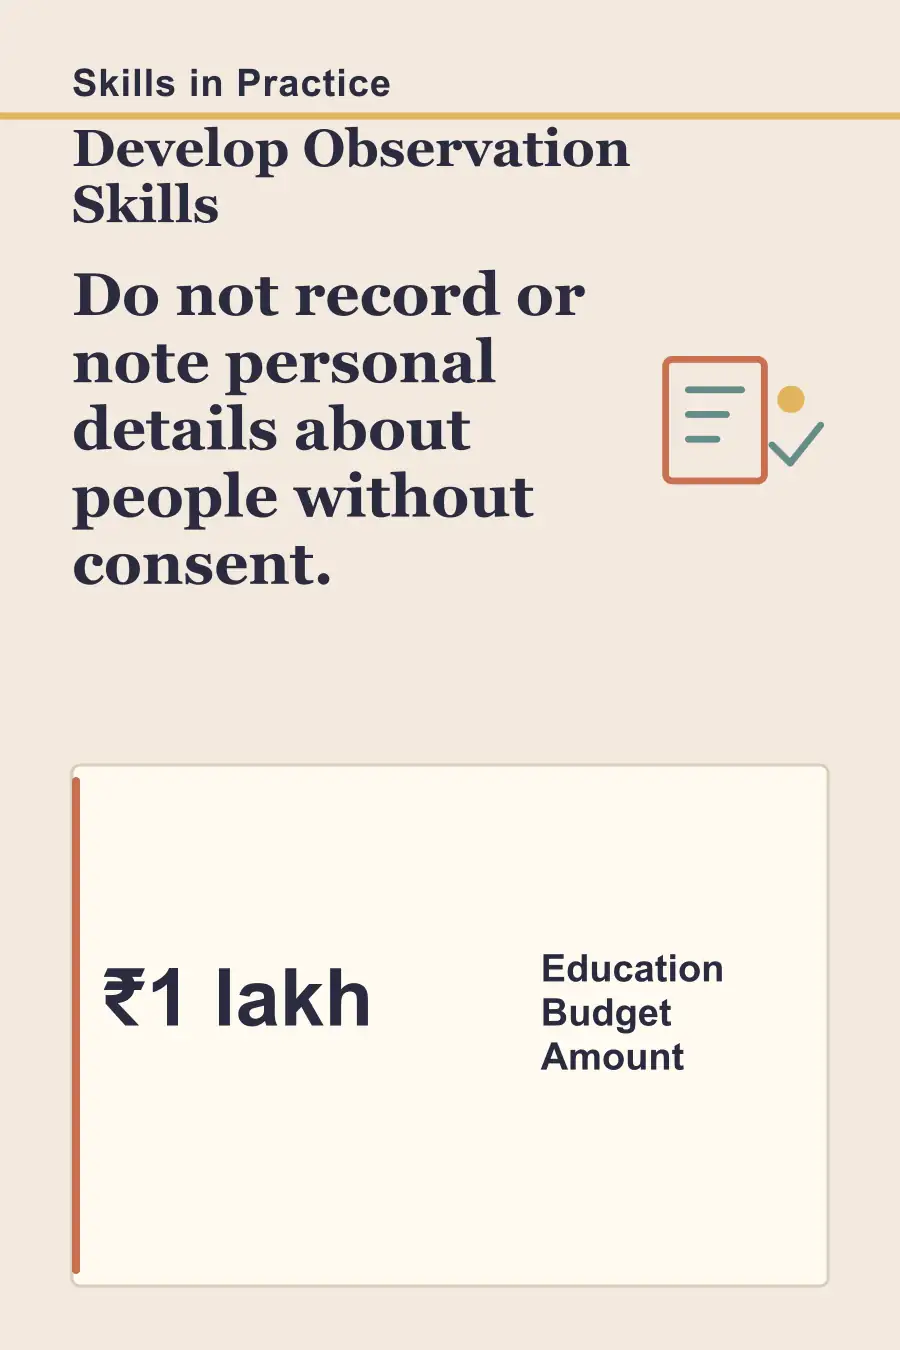 Skills in Practice
Develop Observation
Skills
Do not record or
note personal
details about
people without
consent.
₹1 lakh
Education
Budget
Amount